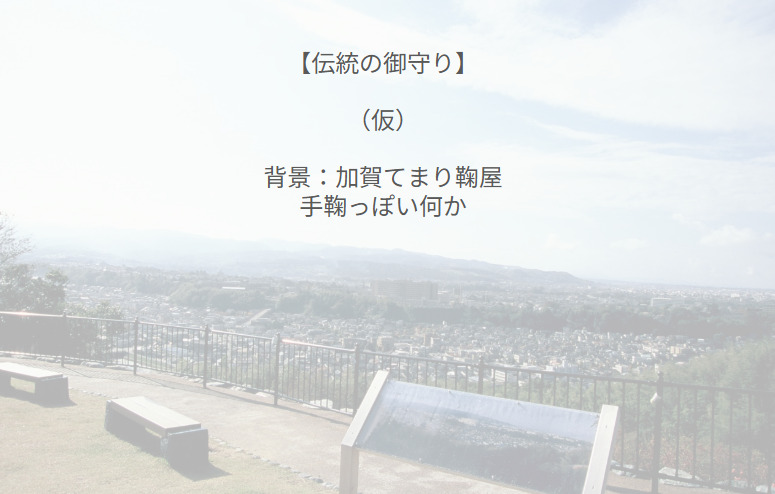 【伝統の御守り】
（仮）
背景：加賀てまり鞠屋
手鞠っぽい何か